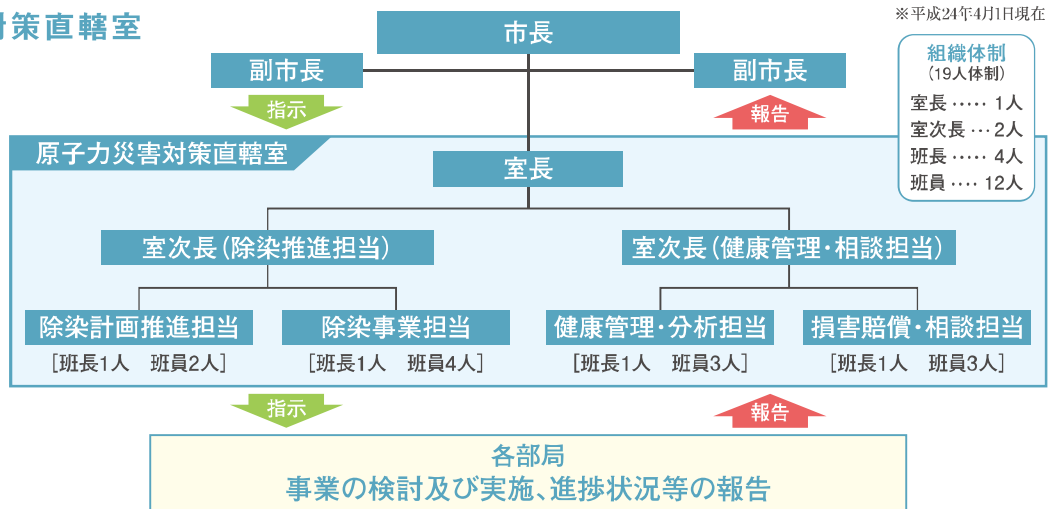 策直轄室
※平成24年4月1日現在
市長
副市長
副市長
組織体制
(19人体制)
室長 ‥‥‥ 1人
室次長 … 2人
班長 ‥‥‥ 4人
班員 ‥‥ 12人
指示
報告
原子力災害対策直轄室
室長
室次長(除染推進担当)
室次長(健康管理・相談担当)
除染計画推進担当
[班長1人　班員2人]
除染事業担当
[班長1人　班員4人]
健康管理・分析担当
[班長1人　班員3人]
損害賠償・相談担当
[班長1人　班員3人]
指示
報告
各部局
事業の検討及び実施、進捗状況等の報告